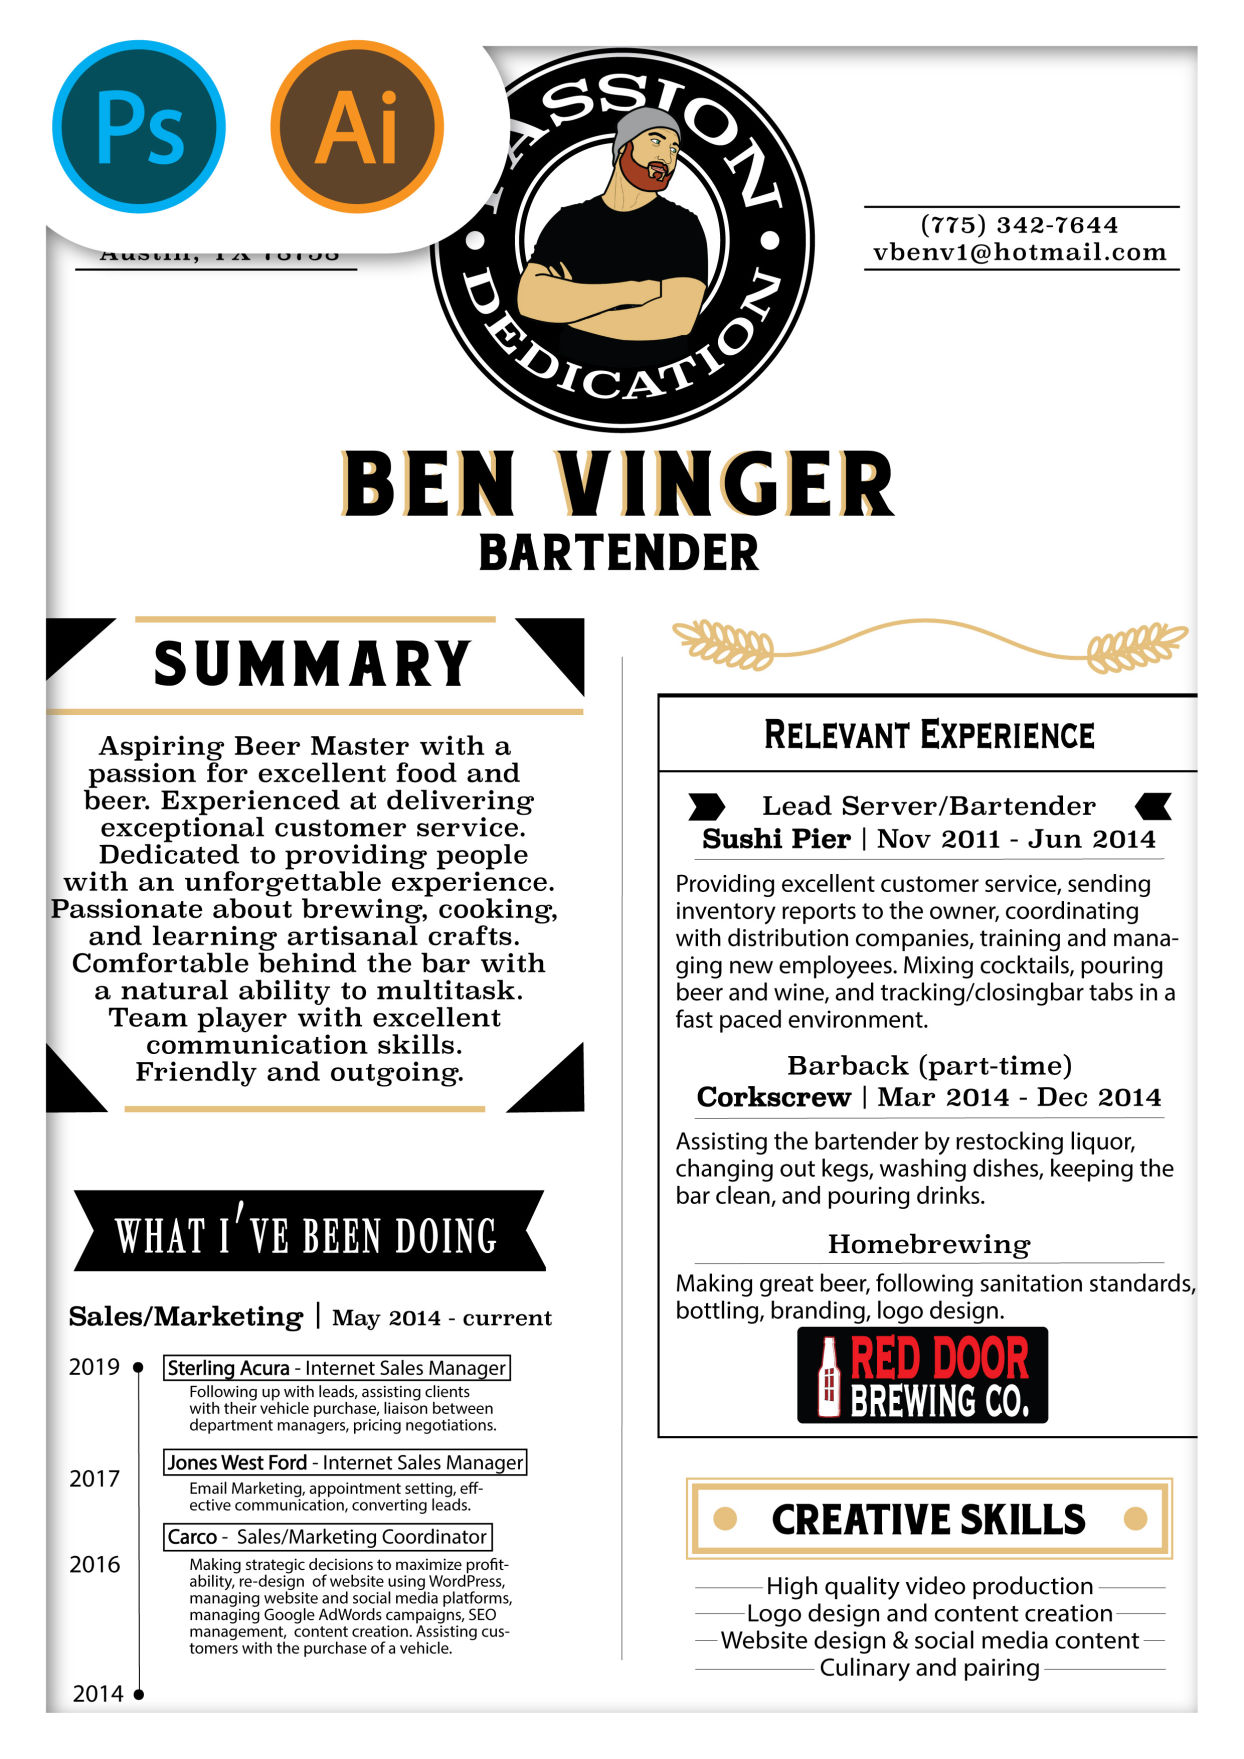 Ps
Ai
PASSION
DEDICATION
Austin, TX 78758
(775) 342-7644
vbenv1@hotmail.com
BEN VINGER
BARTENDER
SUMMARY
Aspiring Beer Master with a
passion for excellent food and
beer. Experienced at delivering
exceptional customer service.
Dedicated to providing people
with an unforgettable experience.
Passionate about brewing, cooking,
and learning artisanal crafts.
Comfortable behind the bar with
a natural ability to multitask.
Team player with excellent
communication skills.
Friendly and outgoing.
WHAT I'VE BEEN DOING
Sales/Marketing | May 2014 - current
2019
Sterling Acura - Internet Sales Manager
Following up with leads, assisting clients
with their vehicle purchase, liaison between
department managers, pricing negotiations.
2017
Jones West Ford - Internet Sales Manager
Email Marketing, appointment setting, eff-
ective communication, converting leads.
2016
Carco - Sales/Marketing Coordinator
Making strategic decisions to maximize profit-
ability, re-design of website using WordPress,
managing website and social media platforms,
managing Google AdWords campaigns, SEO
management, content creation. Assisting cus-
tomers with the purchase of a vehicle.
2014
RELEVANT EXPERIENCE
Lead Server/Bartender
Sushi Pier | Nov 2011 - Jun 2014
Providing excellent customer service, sending
inventory reports to the owner, coordinating
with distribution companies, training and mana-
ging new employees. Mixing cocktails, pouring
beer and wine, and tracking/closingbar tabs in a
fast paced environment.
Barback (part-time)
Corkscrew | Mar 2014 - Dec 2014
Assisting the bartender by restocking liquor,
changing out kegs, washing dishes, keeping the
bar clean, and pouring drinks.
Homebrewing
Making great beer, following sanitation standards,
bottling, branding, logo design.
RED DOOR
BREWING CO.
CREATIVE SKILLS
High quality video production
Logo design and content creation
Website design & social media content
Culinary and pairing